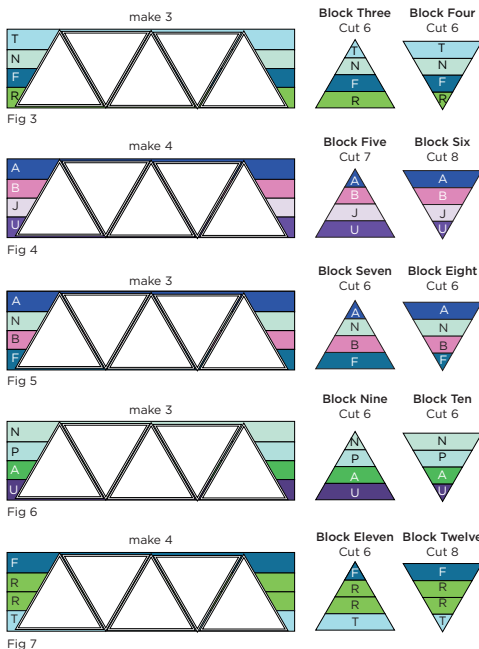 make 3
Block Three
Cut 6
Block Four
Cut 6
T
N
F
R
T
N
F
R
T
N
F
R
Fig 3
make 4
Block Five
Cut 7
Block Six
Cut 8
A
B
J
U
A
B
J
U
A
B
J
U
Fig 4
make 3
Block Seven
Cut 6
Block Eight
Cut 6
A
N
B
F
A
N
B
F
A
N
B
F
Fig 5
make 3
Block Nine
Cut 6
Block Ten
Cut 6
N
P
A
U
N
P
A
U
N
P
A
U
Fig 6
make 4
Block Eleven
Cut 6
Block Twelve
Cut 8
F
R
R
T
F
R
R
T
F
R
R
T
Fig 7